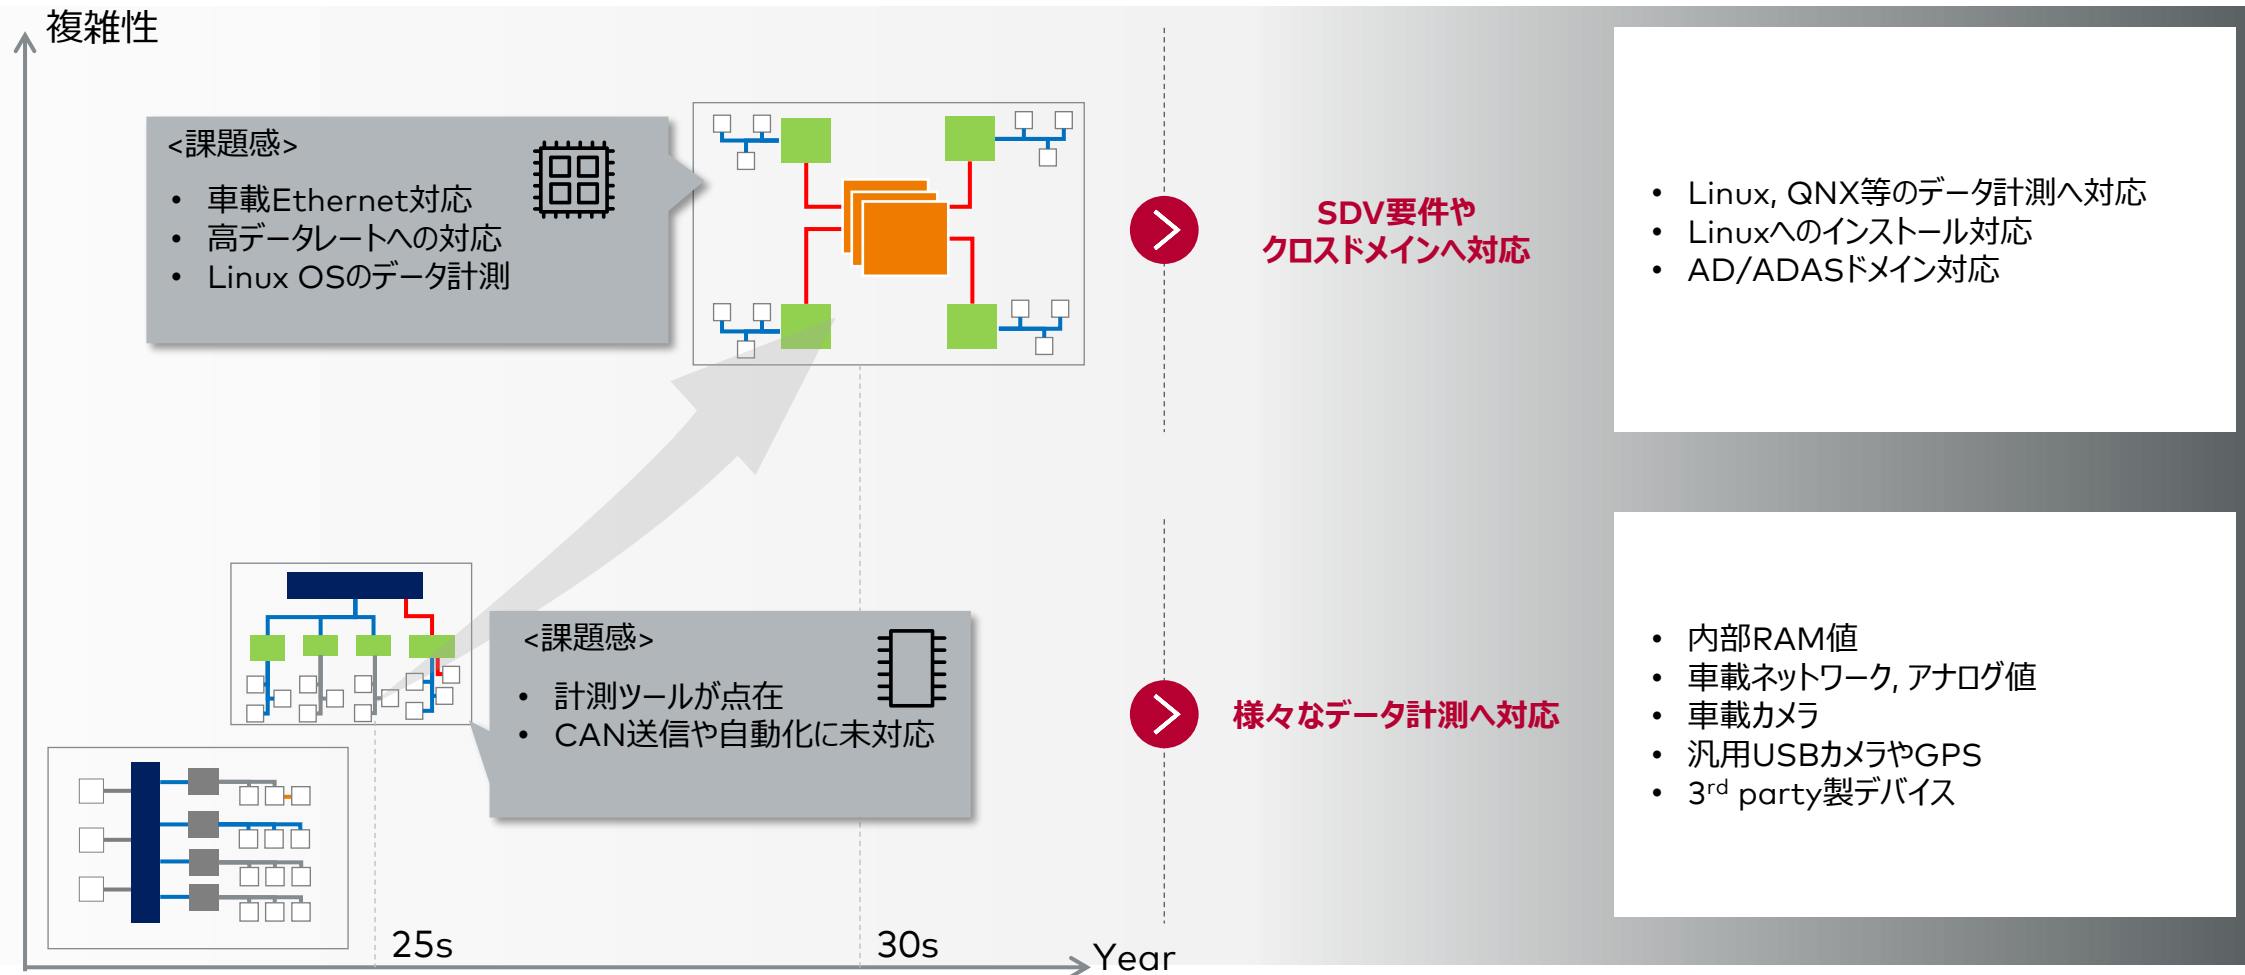 複雑性
<課題感>
• 車載Ethernet対応
• 高データレートへの対応
• Linux OSのデータ計測
SDV要件や
クロスドメインへ対応
• Linux, QNX等のデータ計測へ対応
• Linuxへのインストール対応
• AD/ADASドメイン対応
<課題感>
• 計測ツールが点在
• CAN送信や自動化に未対応
様々なデータ計測へ対応
• 内部RAM値
• 車載ネットワーク, アナログ値
• 車載カメラ
• 汎用USBカメラやGPS
• 3rd party製デバイス
25s
30s
Year